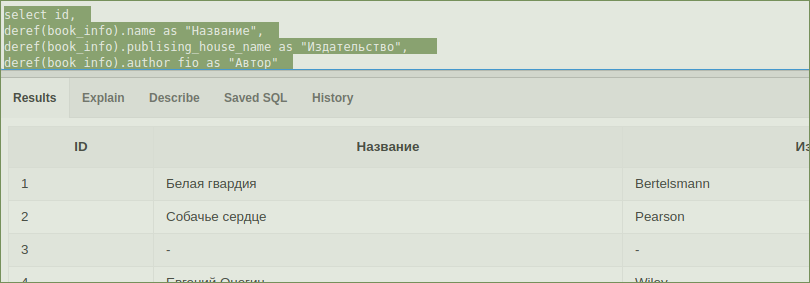 select id,
deref(book_info).name as "Название",
deref(book_info).publising_house_name as "Издательство",
deref(book_info).author_fio as "Автор"
Results Explain Describe Saved SQL History
ID Название Из
1 Белая гвардия Bertelsmann
2 Собачье сердце Pearson
3 - -
4 Евгений Онегин Wiley